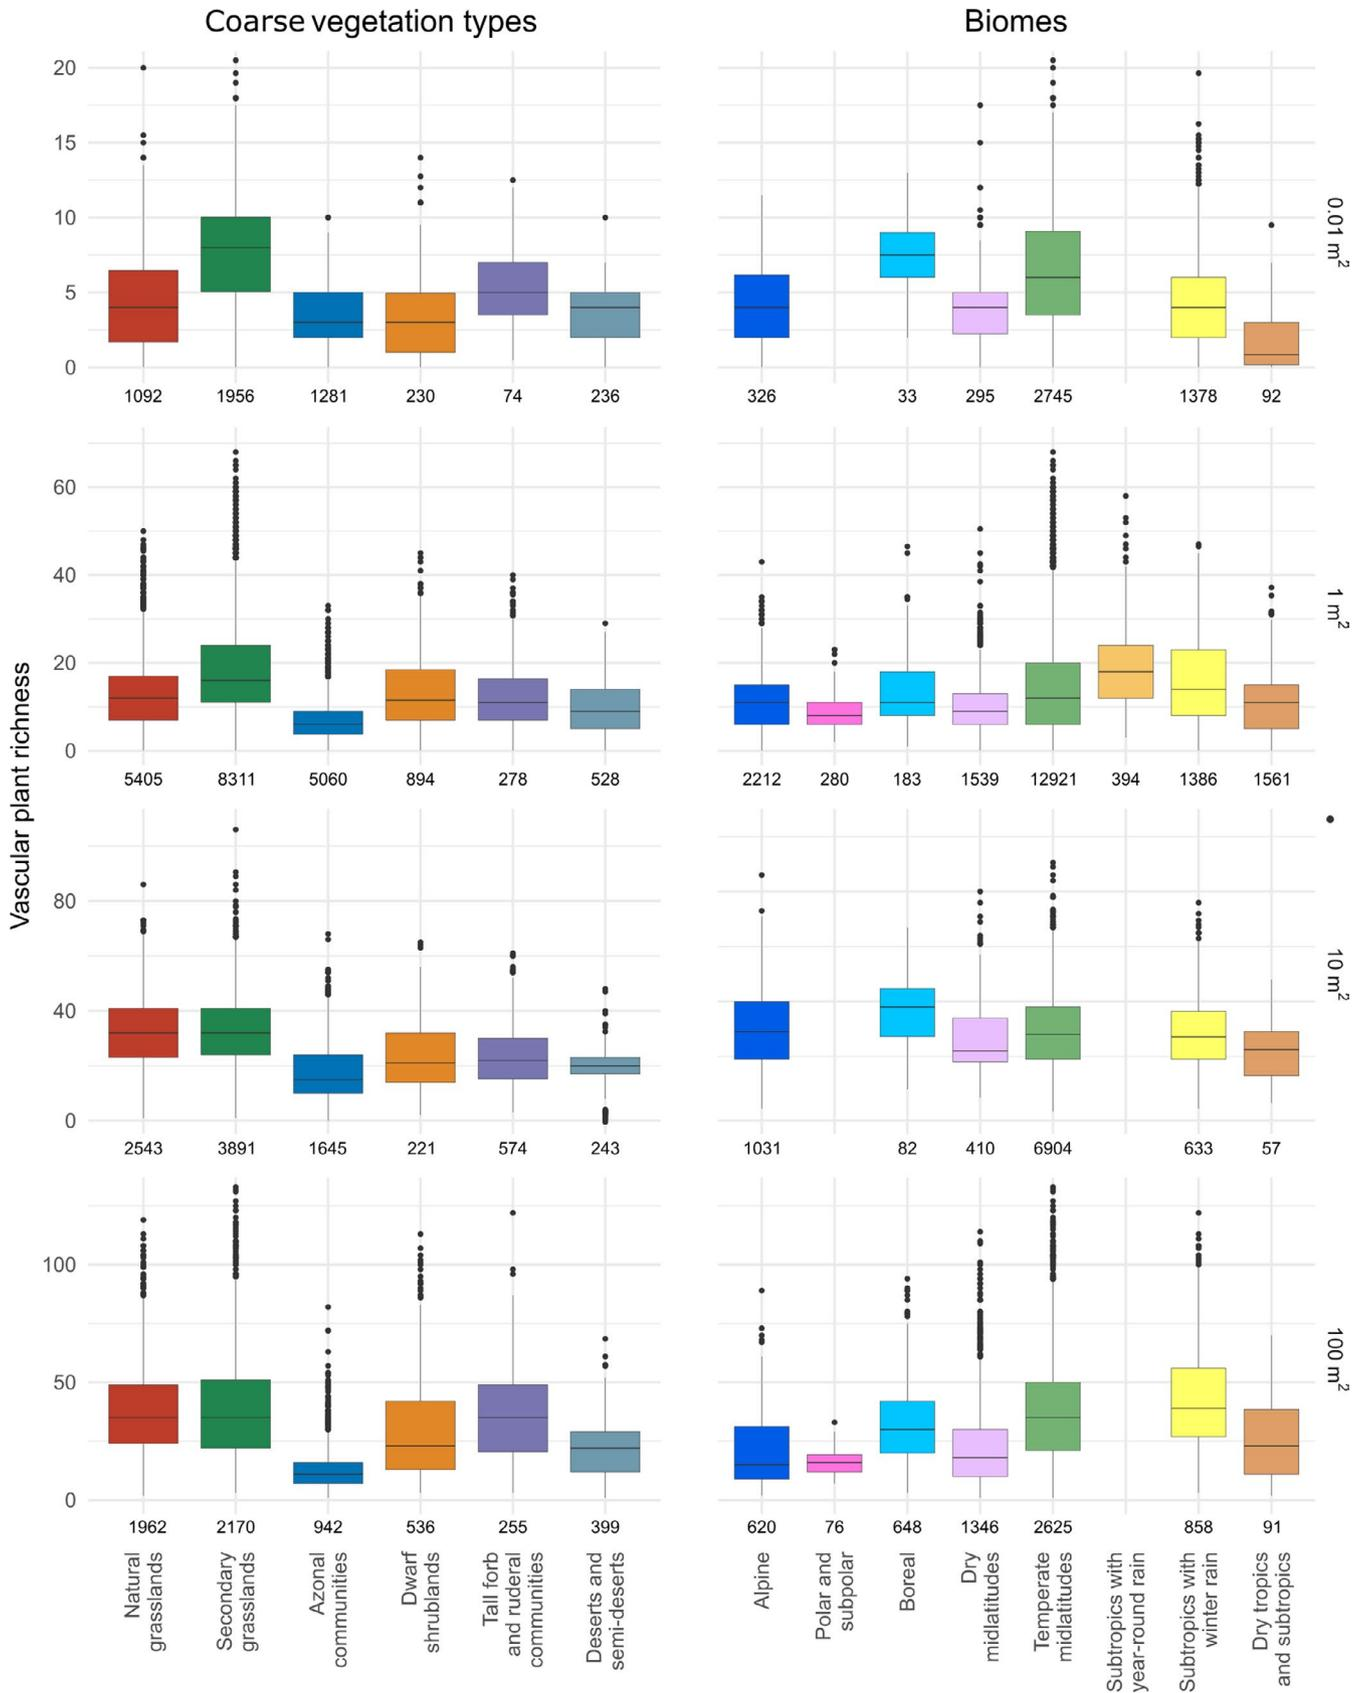 Coarse vegetation types
Biomes
Vascular plant richness
20
15
10
5
0
1092 1956 1281 230 74 236
326 33 295 2745 1378 92
0.01 m²
60
40
20
0
5405 8311 5060 894 278 528
2212 280 183 1539 12921 394 1386 1561
1 m²
80
40
0
2543 3891 1645 221 574 243
1031 82 410 6904 633 57
10 m²
100
50
0
1962 2170 942 536 255 399
620 76 648 1346 2625 858 91
100 m²
Natural
grasslands
Secondary
grasslands
Azonal
communities
Dwarf
shrublands
Tall forb
and ruderal
communities
Deserts and
semi-deserts
Alpine
Polar and
subpolar
Boreal
Dry
midlatitudes
Temperate
midlatitudes
Subtropics with
year-round rain
Subtropics with
winter rain
Dry tropics
and subtropics